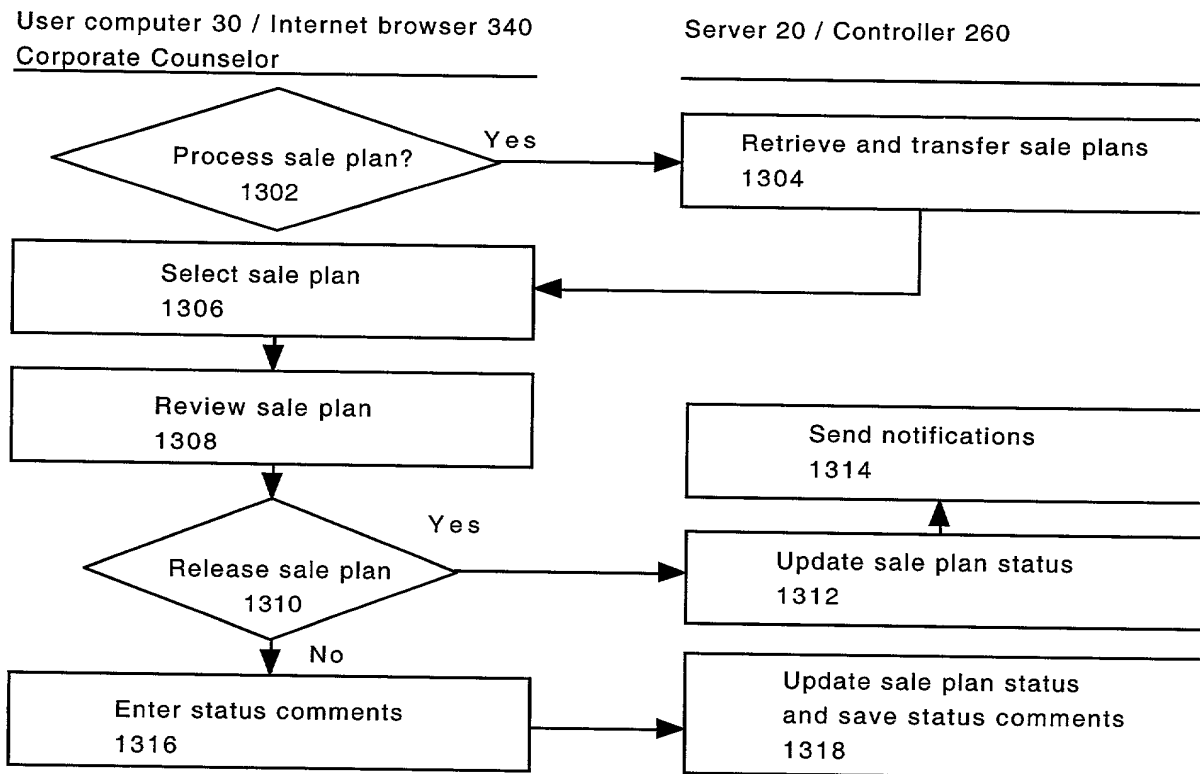 User computer 30 / Internet browser 340
Corporate Counselor
Server 20 / Controller 260
Process sale plan?
1302
Yes
Retrieve and transfer sale plans
1304
Select sale plan
1306
Review sale plan
1308
Send notifications
1314
Release sale plan
1310
Yes
Update sale plan status
1312
No
Enter status comments
1316
Update sale plan status
and save status comments
1318